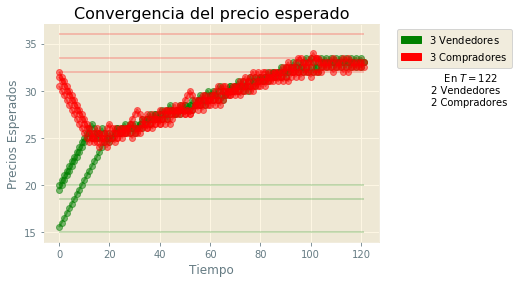 Convergencia del precio esperado
3 Vendedores
3 Compradores
En T = 122
2 Vendedores
2 Compradores
Precios Esperados
35
30
25
20
15
0 20 40 60 80 100 120
Tiempo